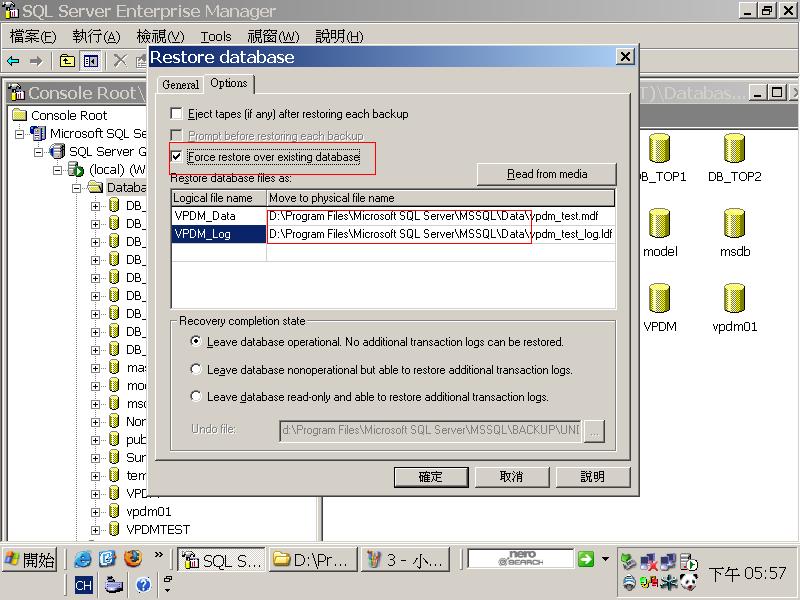 SQL Server Enterprise Manager
檔案(F) 執行(A) 檢視(V) Tools 視窗(W) 說明(H)
Console Root\
T)\Databas...
Restore database
General Options
Eject tapes (if any) after restoring each backup
Prompt before restoring each backup
Force restore over existing database
Restore database files as:
Read from media
Logical file name Move to physical file name
VPDM_Data D:\Program Files\Microsoft SQL Server\MSSQL\Data\vpdm_test.mdf
VPDM_Log D:\Program Files\Microsoft SQL Server\MSSQL\Data\vpdm_test_log.ldf
Recovery completion state
Leave database operational. No additional transaction logs can be restored.
Leave database nonoperational but able to restore additional transaction logs.
Leave database read-only and able to restore additional transaction logs.
Undo file: d:\Program Files\Microsoft SQL Server\MSSQL\BACKUP\UNI ...
確定 取消 說明
Console Root
Microsoft SQL Se
SQL Server G
(local) (W
Databa
DB_
DB_
DB_
DB_
DB_
DB_
DB_
DB_
DB_
mas
mod
msd
Nor
pub
Sur
tem
VPD
vpdm01
VPDMTEST
DB_TOP1 DB_TOP2
model msdb
VPDM vpdm01
開始 » SQL S... D:\Pr... 3 - 小... nero
SEARCH
CH
下午 05:57